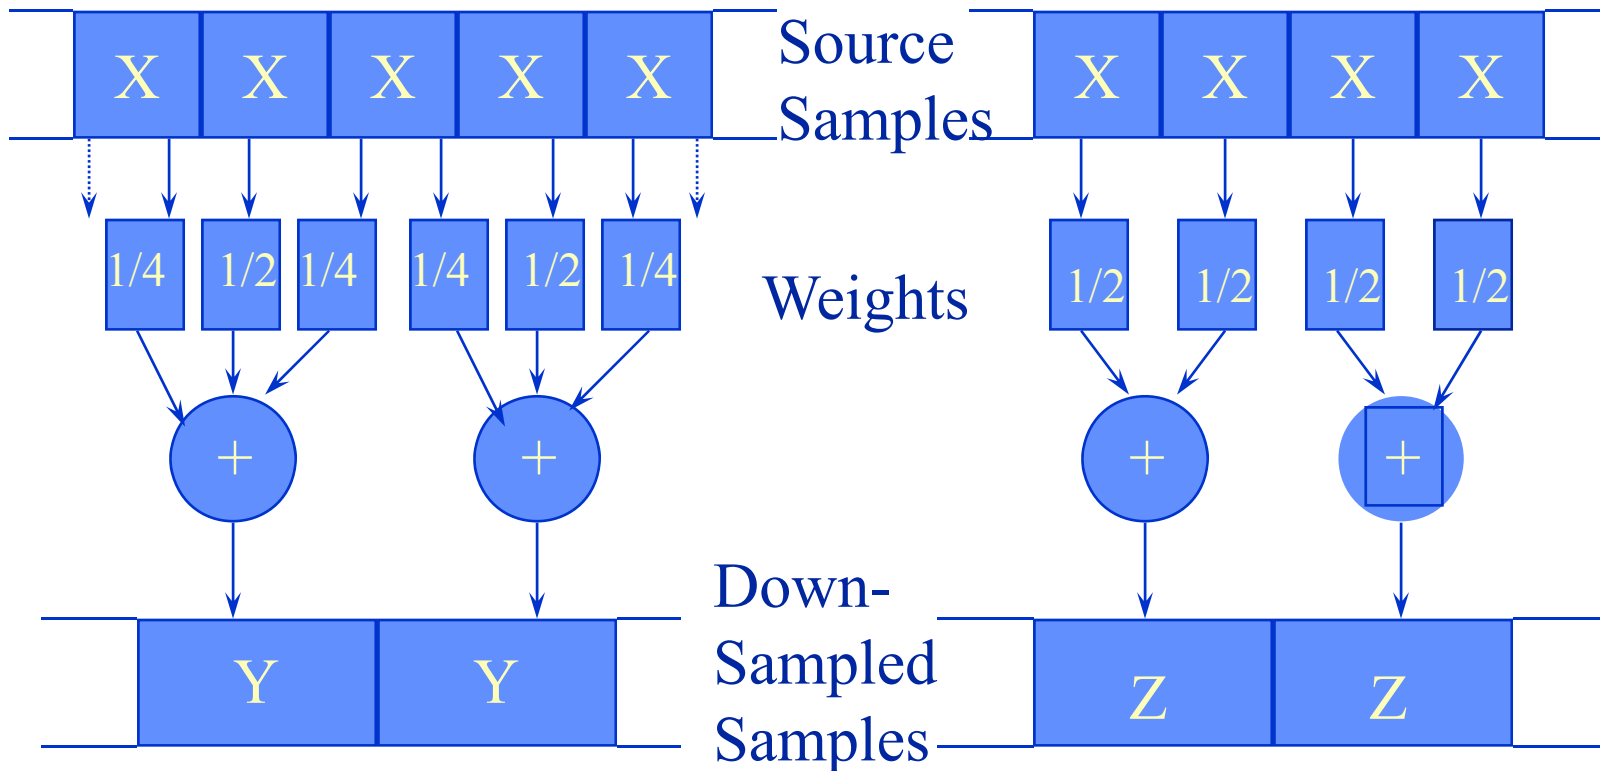 X X X X X
Source
Samples
X X X X
1/4 1/2 1/4 1/4 1/2 1/4
Weights
1/2 1/2 1/2 1/2
+ +
+ +
Down-
Sampled
Samples
Y Y
Z Z